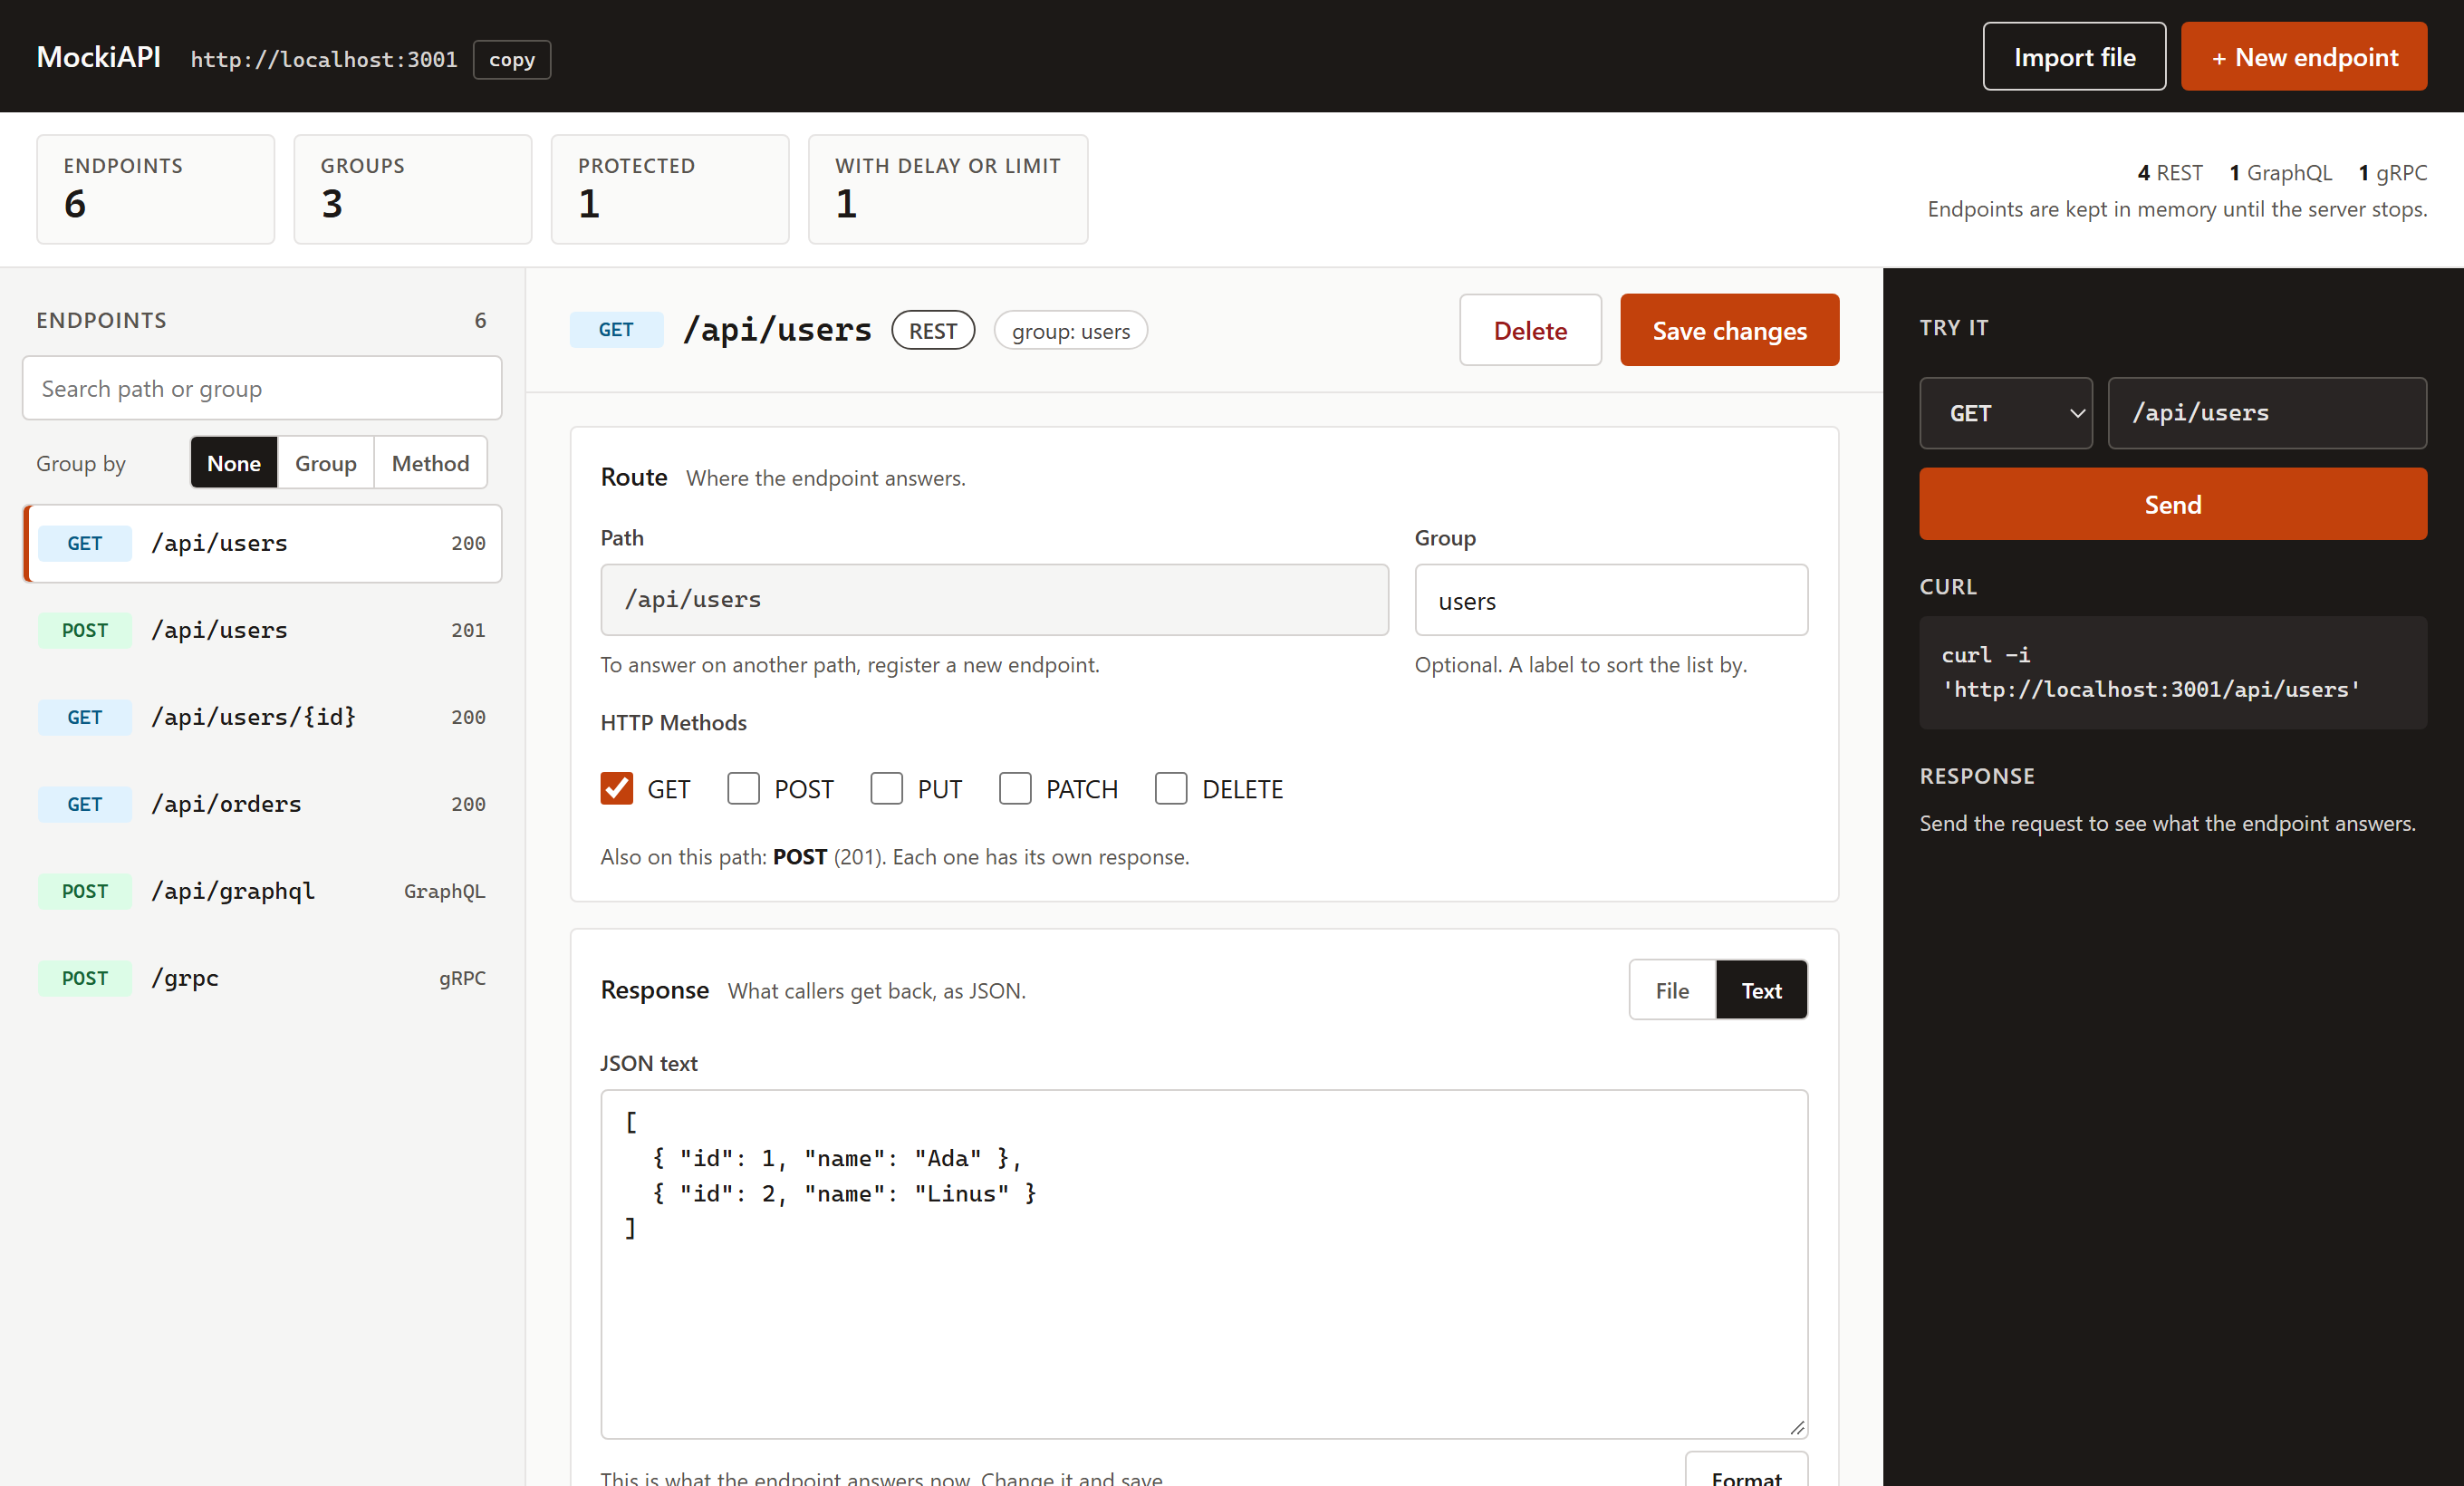 MockiAPI http://localhost:3001 copy Import file + New endpoint
ENDPOINTS
6
GROUPS
3
PROTECTED
1
WITH DELAY OR LIMIT
1
4 REST 1 GraphQL 1 gRPC
Endpoints are kept in memory until the server stops.
ENDPOINTS 6
Search path or group
Group by None Group Method
GET /api/users 200
POST /api/users 201
GET /api/users/{id} 200
GET /api/orders 200
POST /api/graphql GraphQL
POST /grpc gRPC
GET /api/users REST group: users Delete Save changes
Route Where the endpoint answers.
Path
/api/users
To answer on another path, register a new endpoint.
Group
users
Optional. A label to sort the list by.
HTTP Methods
GET POST PUT PATCH DELETE
Also on this path: POST (201). Each one has its own response.
Response What callers get back, as JSON. File Text
JSON text
[
  { "id": 1, "name": "Ada" },
  { "id": 2, "name": "Linus" }
]
This is what the endpoint answers now. Change it and save. Format
TRY IT
GET /api/users
Send
CURL
curl -i
'http://localhost:3001/api/users'
RESPONSE
Send the request to see what the endpoint answers.